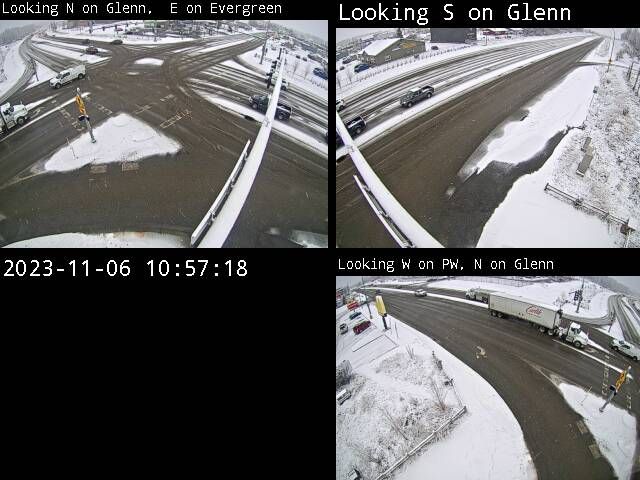 Looking N on Glenn,  E on Evergreen
Looking S on Glenn
2023-11-06 10:57:18
Looking W on PW, N on Glenn